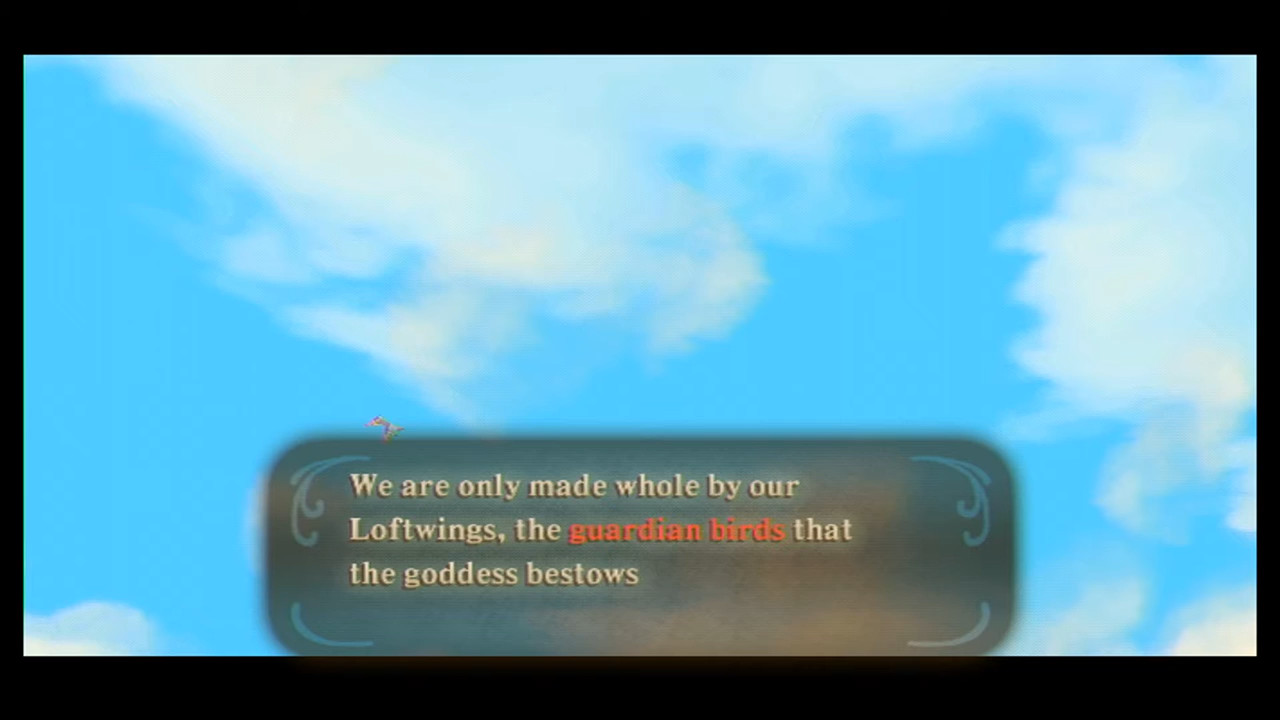 We are only made whole by our
Loftwings, the guardian birds that
the goddess bestows